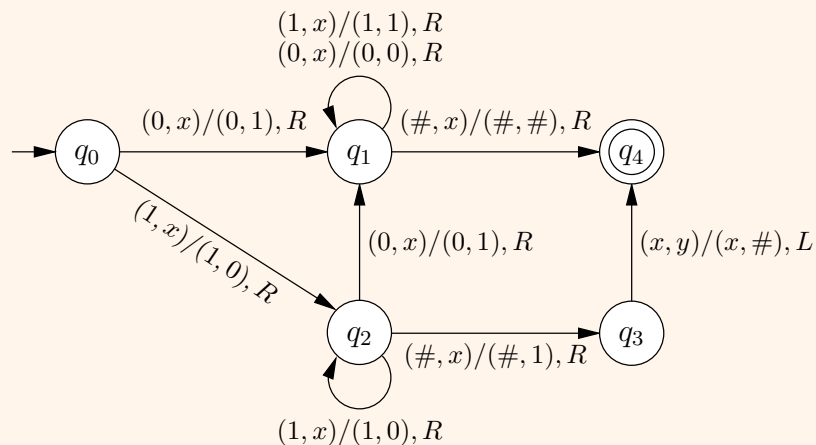 (1, x)/(1, 1), R
(0, x)/(0, 0), R
(0, x)/(0, 1), R
(#, x)/(#, #), R
q0
q1
q4
(1, x)/(1, 0), R
(0, x)/(0, 1), R
(x, y)/(x, #), L
q2
q3
(#, x)/(#, 1), R
(1, x)/(1, 0), R